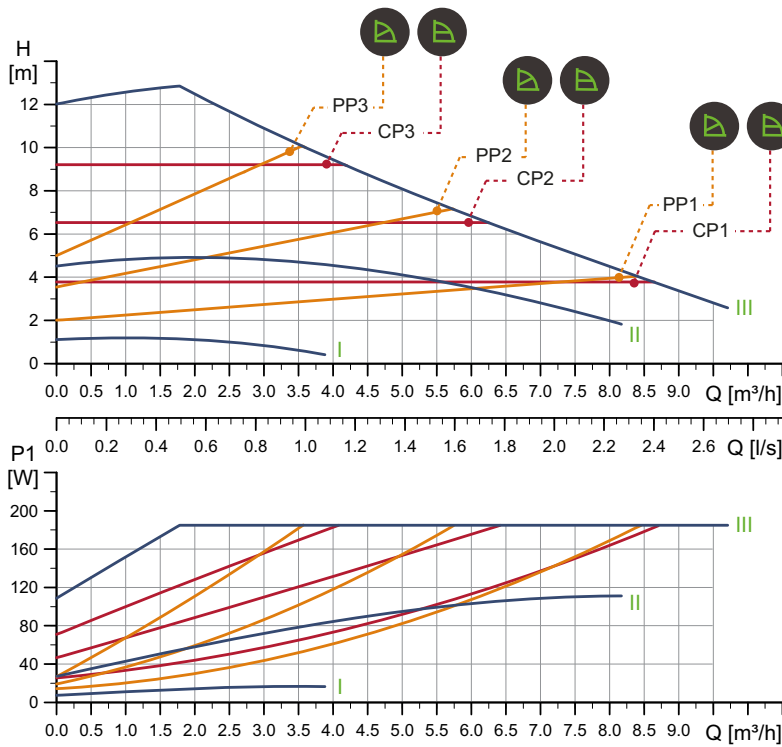 H
[m]
12
10
8
6
4
2
0
PP3
CP3
PP2
CP2
PP1
CP1
III
II
I
0.0 0.5 1.0 1.5 2.0 2.5 3.0 3.5 4.0 4.5 5.0 5.5 6.0 6.5 7.0 7.5 8.0 8.5 9.0 Q [m³/h]
0.0 0.2 0.4 0.6 0.8 1.0 1.2 1.4 1.6 1.8 2.0 2.2 2.4 2.6 Q [l/s]
P1
[W]
200
160
120
80
40
0
III
II
I
0.0 0.5 1.0 1.5 2.0 2.5 3.0 3.5 4.0 4.5 5.0 5.5 6.0 6.5 7.0 7.5 8.0 8.5 9.0 Q [m³/h]